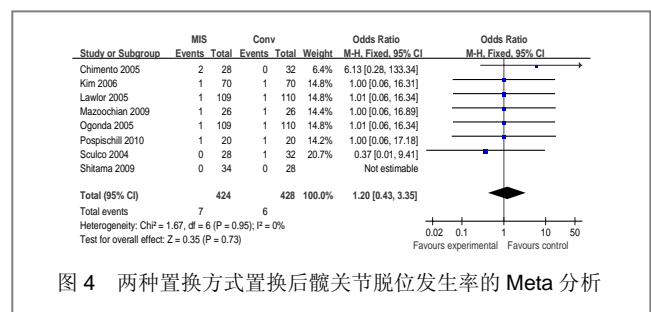 MIS Conv Odds Ratio Odds Ratio
Study or Subgroup Events Total Events Total Weight M-H, Fixed, 95% CI M-H, Fixed, 95% CI
Chimento 2005 2 28 0 32 6.4% 6.13 [0.28, 133.34]
Kim 2006 1 70 1 70 14.8% 1.00 [0.06, 16.31]
Lawlor 2005 1 109 1 110 14.8% 1.01 [0.06, 16.34]
Mazoochian 2009 1 26 1 26 14.3% 1.00 [0.06, 16.89]
Ogonda 2005 1 109 1 110 14.8% 1.01 [0.06, 16.34]
Pospischill 2010 1 20 1 20 14.2% 1.00 [0.06, 17.18]
Sculco 2004 0 28 1 32 20.7% 0.37 [0.01, 9.41]
Shitama 2009 0 34 0 28 Not estimable
Total (95% CI) 424 428 100.0% 1.20 [0.43, 3.35]
Total events 7 6
Heterogeneity: Chi² = 1.67, df = 6 (P = 0.95); I² = 0%
Test for overall effect: Z = 0.35 (P = 0.73)
0.02 0.1 1 10 50
Favours experimental Favours control
图 4 两种置换方式置换后髋关节脱位发生率的 Meta 分析